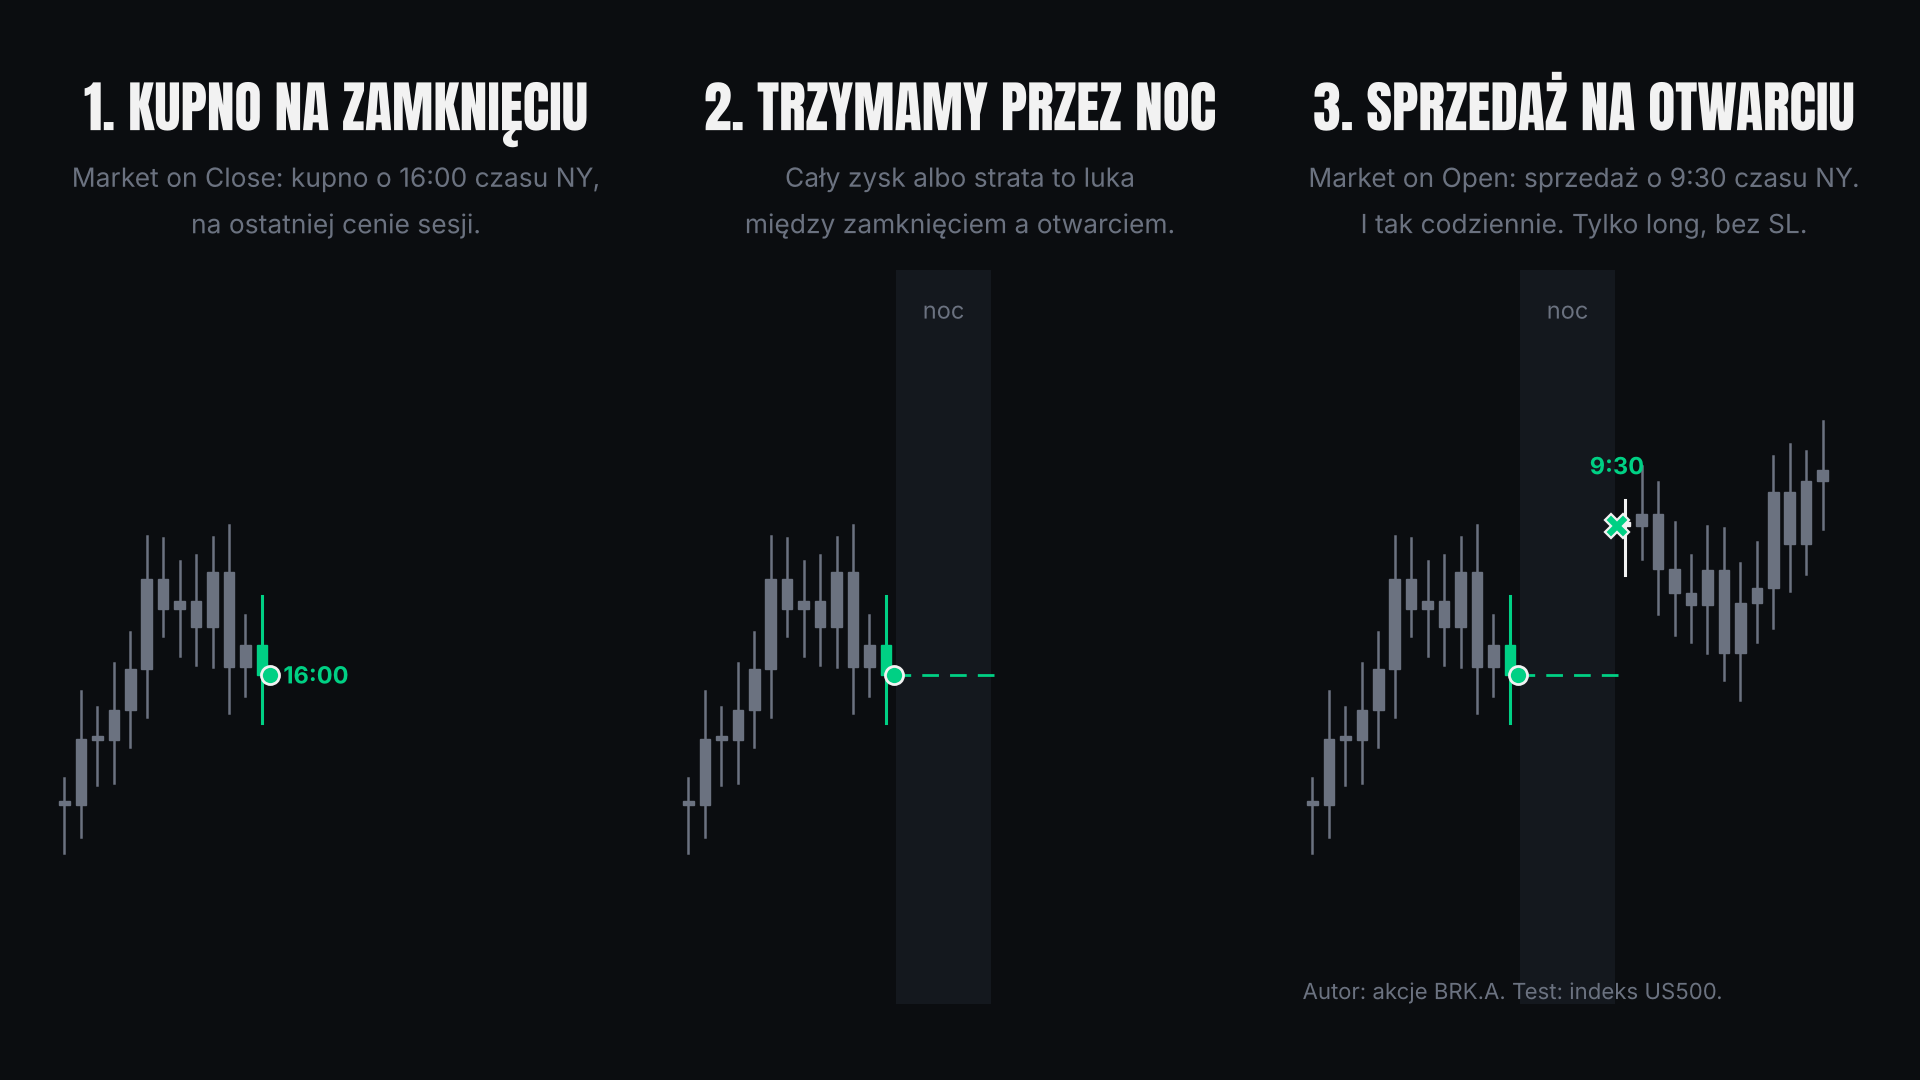 1. KUPNO NA ZAMKNIĘCIU
Market on Close: kupno o 16:00 czasu NY,
na ostatniej cenie sesji.
16:00
2. TRZYMAMY PRZEZ NOC
Cały zysk albo strata to luka
między zamknięciem a otwarciem.
noc
3. SPRZEDAŻ NA OTWARCIU
Market on Open: sprzedaż o 9:30 czasu NY.
I tak codziennie. Tylko long, bez SL.
noc
9:30
Autor: akcje BRK.A. Test: indeks US500.